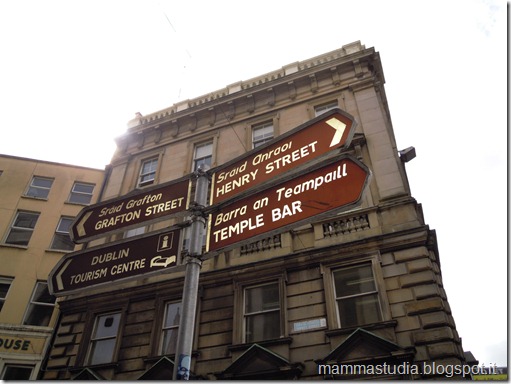 Sráid Grafton
GRAFTON STREET
DUBLIN
TOURISM CENTRE
i
Sráid Anraoi
HENRY STREET
Barra an Teampaill
TEMPLE BAR
OUSE
mammastudia.blogspot.it